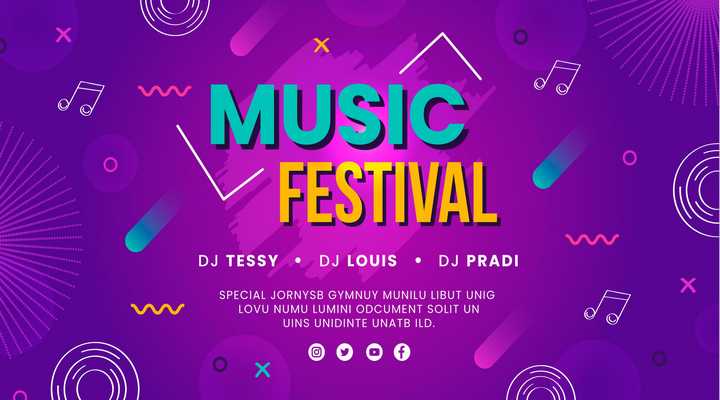 MUSIC
FESTIVAL
DJ TESSY • DJ LOUIS • DJ PRADI
SPECIAL JORNYSB GYMNUY MUNILU LIBUT UNIG
LOVU NUMU LUMINI ODCUMENT SOLIT UN
UINS UNIDINTE UNATB ILD.